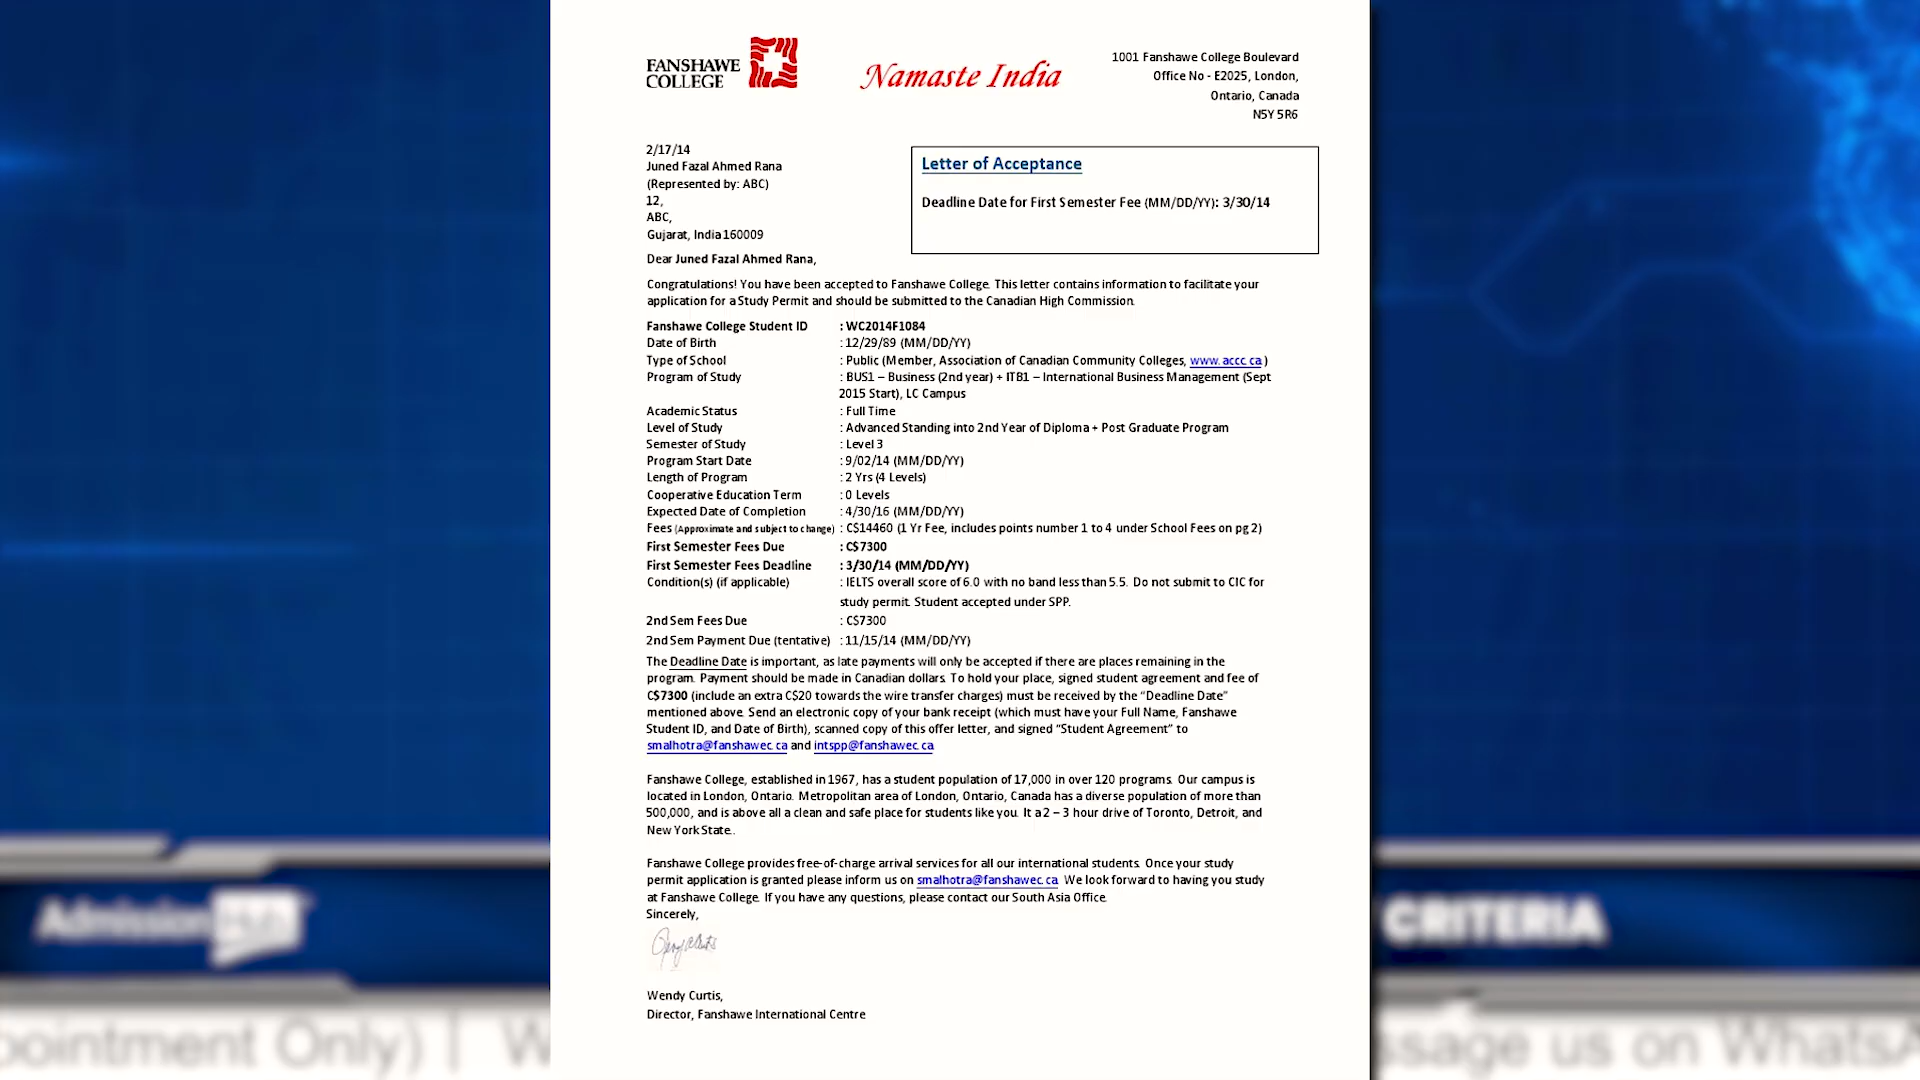 FANSHAWE
COLLEGE
Namaste India
1001 Fanshawe College Boulevard
Office No - E2025, London,
Ontario, Canada
N5Y 5R6
2/17/14
Juned Fazal Ahmed Rana
(Represented by: ABC)
12,
ABC,
Gujarat, India 160009
Letter of Acceptance
Deadline Date for First Semester Fee (MM/DD/YY): 3/30/14
Dear Juned Fazal Ahmed Rana,
Congratulations! You have been accepted to Fanshawe College. This letter contains information to facilitate your
application for a Study Permit and should be submitted to the Canadian High Commission.
Fanshawe College Student ID : WC2014F1084
Date of Birth : 12/29/89 (MM/DD/YY)
Type of School : Public (Member, Association of Canadian Community Colleges, www.accc.ca)
Program of Study : BUS1 – Business (2nd year) + ITB1 – International Business Management (Sept
2015 Start), LC Campus
Academic Status : Full Time
Level of Study : Advanced Standing into 2nd Year of Diploma + Post Graduate Program
Semester of Study : Level 3
Program Start Date : 9/02/14 (MM/DD/YY)
Length of Program : 2 Yrs (4 Levels)
Cooperative Education Term : 0 Levels
Expected Date of Completion : 4/30/16 (MM/DD/YY)
Fees (Approximate and subject to change) : C$14460 (1 Yr Fee, includes points number 1 to 4 under School Fees on pg 2)
First Semester Fees Due : C$7300
First Semester Fees Deadline : 3/30/14 (MM/DD/YY)
Condition(s) (if applicable) : IELTS overall score of 6.0 with no band less than 5.5. Do not submit to CIC for
study permit. Student accepted under SPP.
2nd Sem Fees Due : C$7300
2nd Sem Payment Due (tentative) : 11/15/14 (MM/DD/YY)
The Deadline Date is important, as late payments will only be accepted if there are places remaining in the
program. Payment should be made in Canadian dollars. To hold your place, signed student agreement and fee of
C$7300 (include an extra C$20 towards the wire transfer charges) must be received by the “Deadline Date”
mentioned above. Send an electronic copy of your bank receipt (which must have your Full Name, Fanshawe
Student ID, and Date of Birth), scanned copy of this offer letter, and signed “Student Agreement” to
smalhotra@fanshawec.ca and intspp@fanshawec.ca
Fanshawe College, established in 1967, has a student population of 17,000 in over 120 programs. Our campus is
located in London, Ontario. Metropolitan area of London, Ontario, Canada has a diverse population of more than
500,000, and is above all a clean and safe place for students like you. It a 2 – 3 hour drive of Toronto, Detroit, and
New York State..
Fanshawe College provides free-of-charge arrival services for all our international students. Once your study
permit application is granted please inform us on smalhotra@fanshawec.ca. We look forward to having you study
at Fanshawe College. If you have any questions, please contact our South Asia Office.
Sincerely,
Wendy Curtis,
Director, Fanshawe International Centre
AdmissionHub
CRITERIA
Only) |
us on